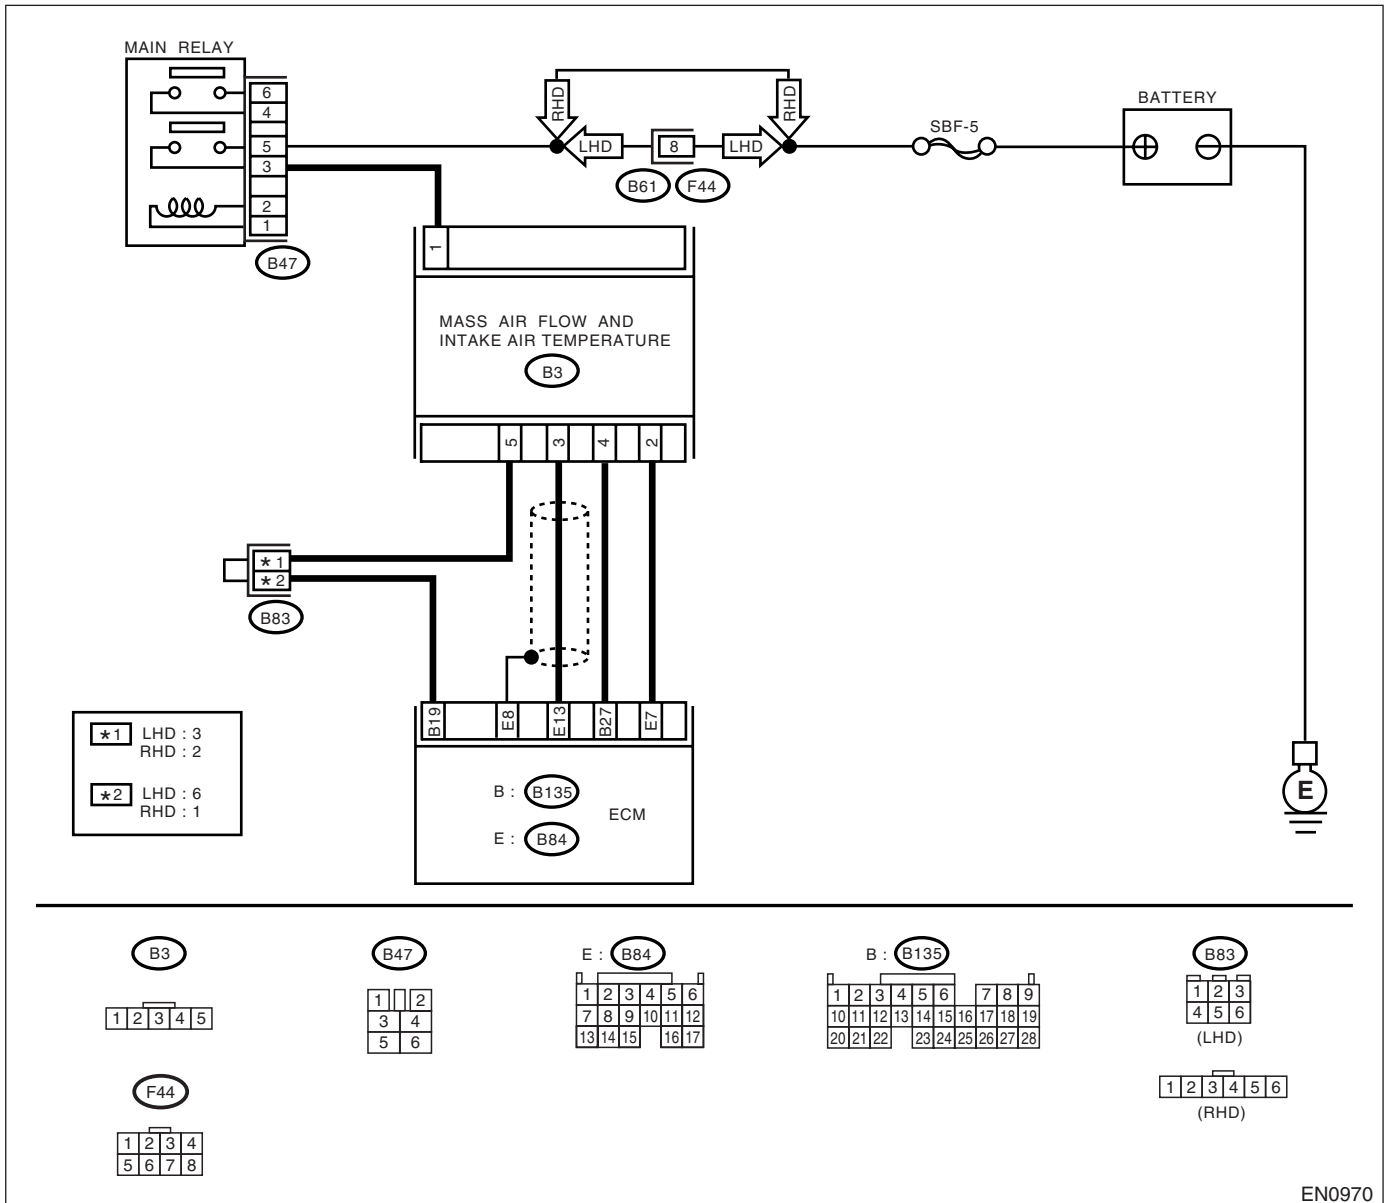 MAIN RELAY
6
4
5
3
2
1
B47
RHD
RHD
LHD
8
LHD
B61
F44
SBF-5
BATTERY
1
MASS AIR FLOW AND
INTAKE AIR TEMPERATURE
B3
5
3
4
2
*1
*2
B83
B19
E8
E13
B27
E7
B : B135
ECM
E : B84
E
*1 LHD : 3
RHD : 2
*2 LHD : 6
RHD : 1
B3
1 2 3 4 5
F44
1 2 3 4
5 6 7 8
B47
1 2
3 4
5 6
E : B84
1 2 3 4 5 6
7 8 9 10 11 12
13 14 15 16 17
B : B135
1 2 3 4 5 6 7 8 9
10 11 12 13 14 15 16 17 18 19
20 21 22 23 24 25 26 27 28
B83
1 2 3
4 5 6
(LHD)
1 2 3 4 5 6
(RHD)
EN0970